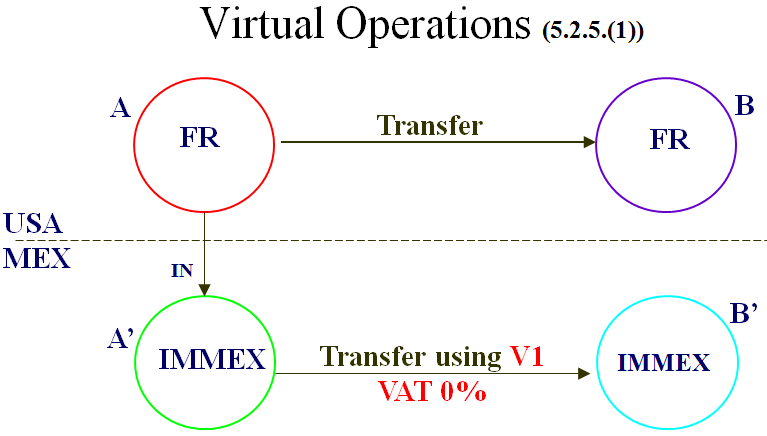 Virtual Operations (5.2.5.(1))
A
B
FR
Transfer
FR
USA
MEX
IN
A’
B’
IMMEX
Transfer using V1
VAT 0%
IMMEX